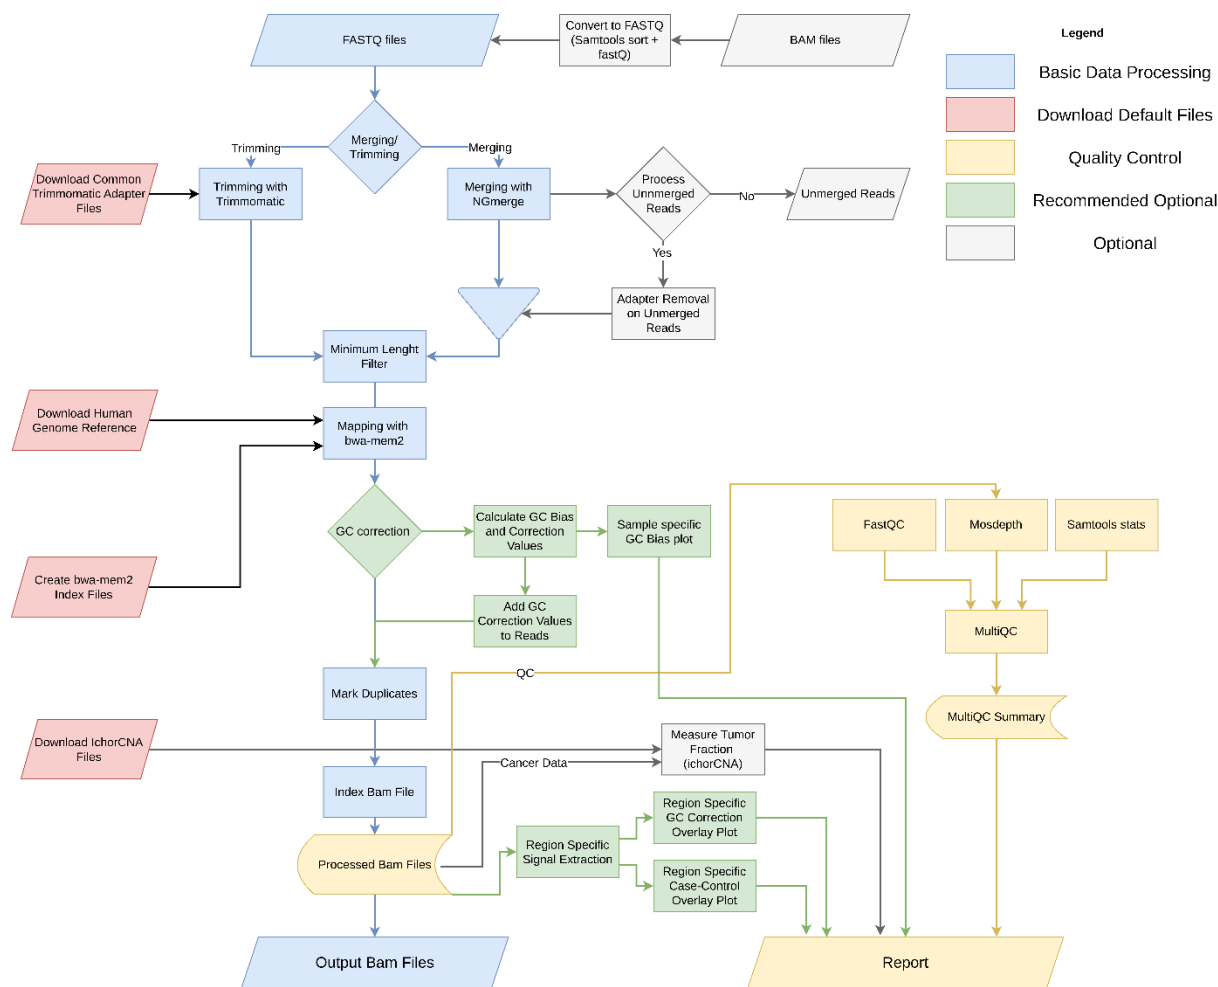 FASTQ files
Convert to FASTQ
(Samtools sort +
fastQ)
BAM files
Legend
Basic Data Processing
Download Default Files
Quality Control
Recommended Optional
Optional
Merging/
Trimming
Trimming
Merging
Download Common
Trimmomatic Adapter
Files
Trimming with
Trimmomatic
Merging with
NGmerge
Process
Unnmerged
Reads
No
Unmerged Reads
Yes
Adapter Removal
on Unmerged
Reads
Minimum Lenght
Filter
Download Human
Genome Reference
Mapping with
bwa-mem2
GC correction
Calculate GC Bias
and Correction
Values
Sample specific
GC Bias plot
FastQC
Mosdepth
Samtools stats
Create bwa-mem2
Index Files
Add GC
Correction Values
to Reads
MultiQC
QC
Mark Duplicates
MultiQC Summary
Download IchorCNA
Files
Measure Tumor
Fraction
(ichorCNA)
Cancer Data
Index Bam File
Region Specific
GC Correction
Overlay Plot
Region Specific
Signal Extraction
Processed Bam Files
Region Specific
Case-Control
Overlay Plot
Output Bam Files
Report